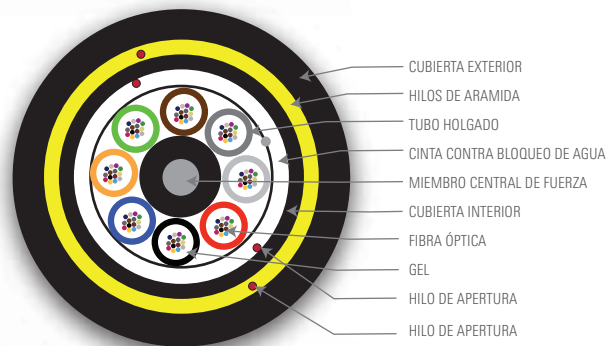 CUBIERTA EXTERIOR
HILOS DE ARAMIDA
TUBO HOLGADO
CINTA CONTRA BLOQUEO DE AGUA
MIEMBRO CENTRAL DE FUERZA
CUBIERTA INTERIOR
FIBRA ÓPTICA
GEL
HILO DE APERTURA
HILO DE APERTURA